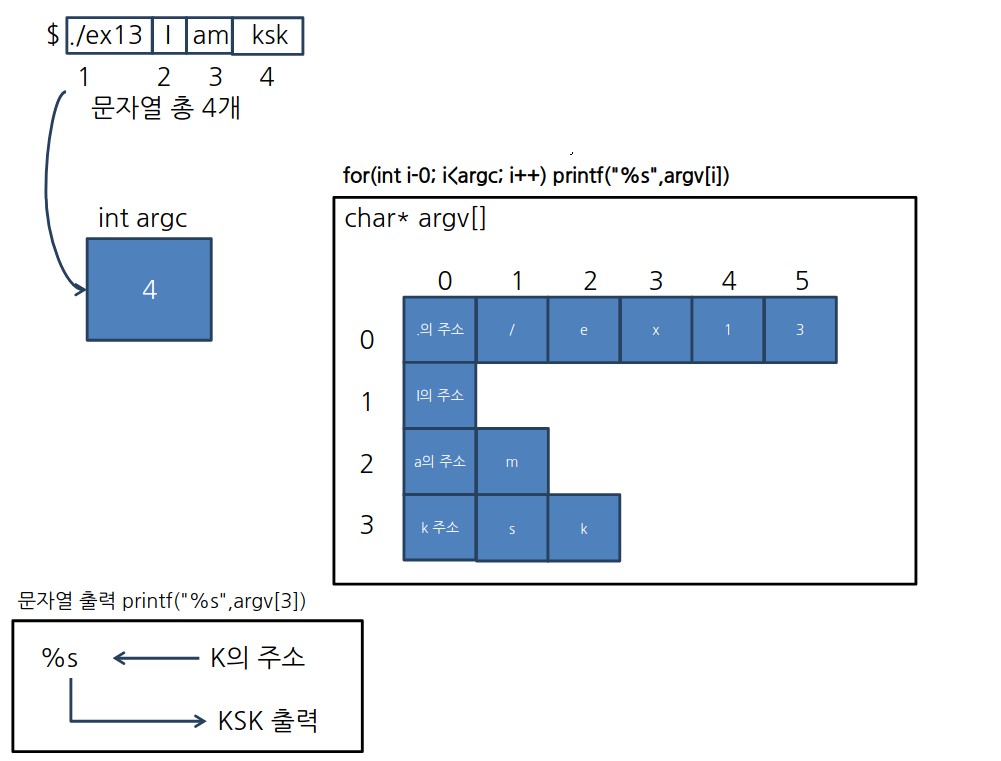 $ ./ex13 I am ksk
1 2 3 4
문자열 총 4개
for(int i-0; i<argc; i++) printf("%s",argv[i])
int argc
4
char* argv[]
0 1 2 3 4 5
0 .의 주소 / e x 1 3
1 I의 주소
2 a의 주소 m
3 k 주소 s k
문자열 출력 printf("%s",argv[3])
%s K의 주소
KSK 출력